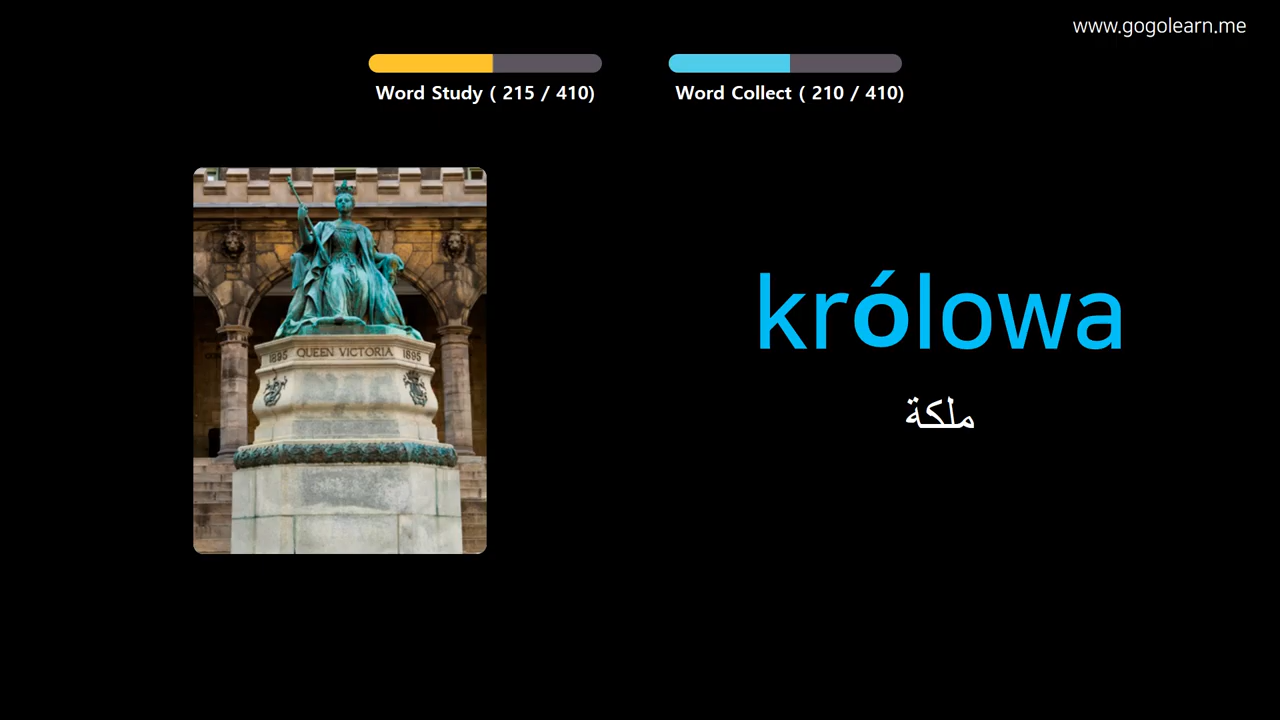 www.gogolearn.me
Word Study ( 215 / 410)
Word Collect ( 210 / 410)
1895 QUEEN VICTORIA 1895
królowa
ملكة